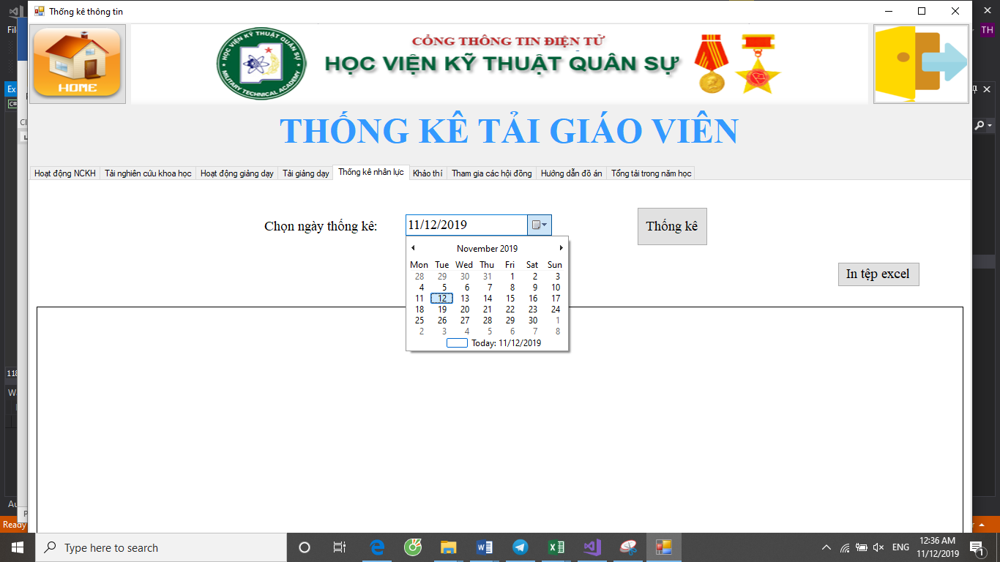 Thống kê thông tin
Fil
TH
HOME
HỌC VIỆN KỸ THUẬT QUÂN SỰ
MILITARY TECHNICAL ACADEMY
CỔNG THÔNG TIN ĐIỆN TỬ
HỌC VIỆN KỸ THUẬT QUÂN SỰ
Ex
C#
THỐNG KÊ TẢI GIÁO VIÊN
Hoạt động NCKH Tải nghiên cứu khoa học Hoạt động giảng dạy Tải giảng dạy Thống kê nhân lực Khảo thí Tham gia các hội đồng Hướng dẫn đồ án Tổng tải trong năm học
Chọn ngày thống kê: 11/12/2019 Thống kê
November 2019
Mon Tue Wed Thu Fri Sat Sun
28 29 30 31 1 2 3
4 5 6 7 8 9 10
11 12 13 14 15 16 17
18 19 20 21 22 23 24
25 26 27 28 29 30 1
2 3 4 5 6 7 8
Today: 11/12/2019
In tệp excel
118
W
Au
P
Ready
Type here to search
ENG
12:36 AM
11/12/2019
1